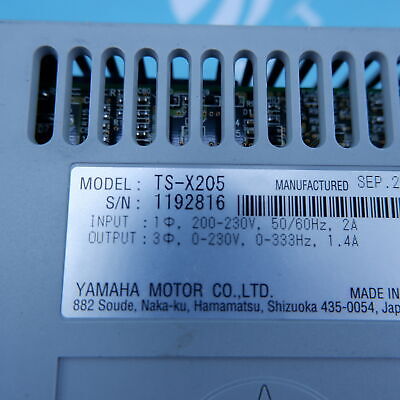 MODEL : TS-X205 MANUFACTURED SEP.2
S/N : 1192816
INPUT : 1Φ, 200-230V, 50/60Hz, 2A
OUTPUT : 3Φ, 0-230V, 0-333Hz, 1.4A
YAMAHA MOTOR CO.,LTD. MADE IN
882 Soude, Naka-ku, Hamamatsu, Shizuoka 435-0054, Jap